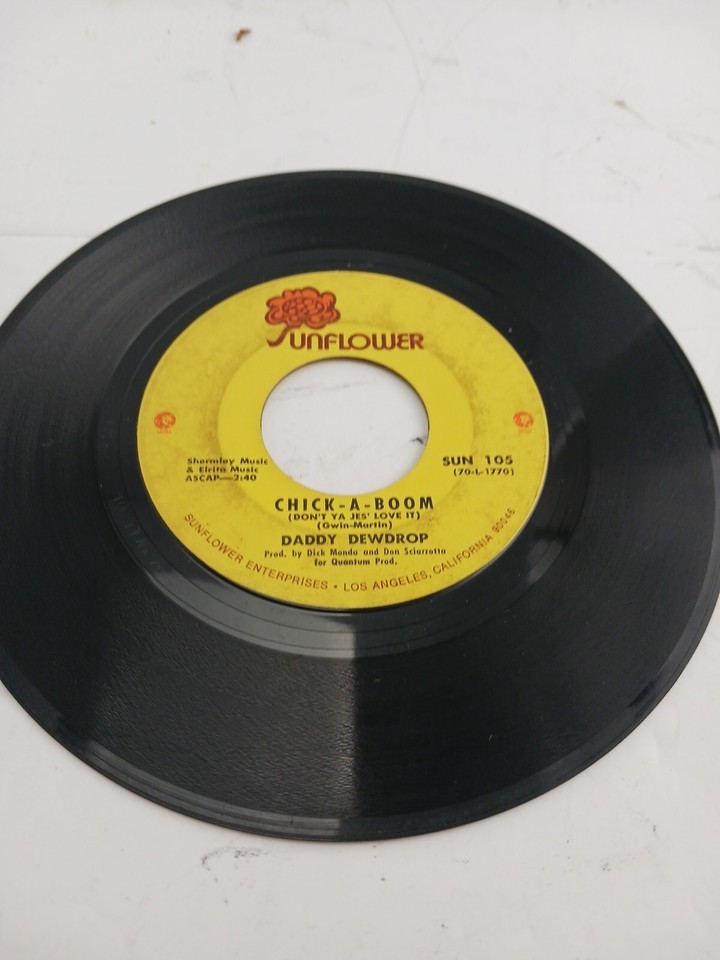 SUNFLOWER
Shermley Music
& Elrita Music
ASCAP—2:40
SUN 105
(70-L-1770)
CHICK-A-BOOM
(DON'T YA JES' LOVE IT)
(Gwin-Martin)
DADDY DEWDROP
Prod. by Dick Monda and Don Sciarrotta
for Quantum Prod.
SUNFLOWER ENTERPRISES • LOS ANGELES, CALIFORNIA 90046